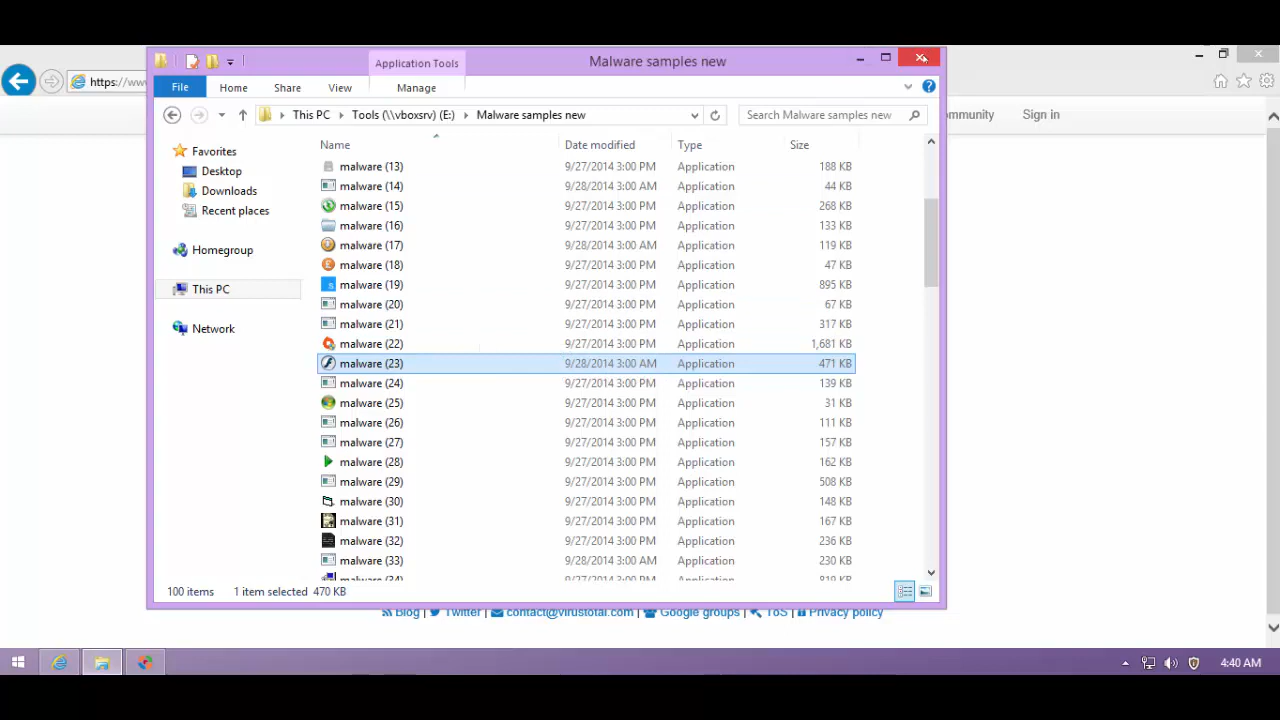 Application Tools
Malware samples new
https://www
File Home Share View Manage
This PC Tools (\\vboxsrv) (E:) Malware samples new
Search Malware samples new
Sign in
Name Date modified Type Size
Favorites
Desktop
Downloads
Recent places
Homegroup
This PC
Network
malware (13) 9/27/2014 3:00 PM Application 188 KB
malware (14) 9/28/2014 3:00 AM Application 44 KB
malware (15) 9/27/2014 3:00 PM Application 268 KB
malware (16) 9/27/2014 3:00 PM Application 133 KB
malware (17) 9/28/2014 3:00 AM Application 119 KB
malware (18) 9/27/2014 3:00 PM Application 47 KB
malware (19) 9/27/2014 3:00 PM Application 895 KB
malware (20) 9/27/2014 3:00 PM Application 67 KB
malware (21) 9/27/2014 3:00 PM Application 317 KB
malware (22) 9/27/2014 3:00 PM Application 1,681 KB
malware (23) 9/28/2014 3:00 AM Application 471 KB
malware (24) 9/27/2014 3:00 PM Application 139 KB
malware (25) 9/27/2014 3:00 PM Application 31 KB
malware (26) 9/27/2014 3:00 PM Application 111 KB
malware (27) 9/27/2014 3:00 PM Application 157 KB
malware (28) 9/27/2014 3:00 PM Application 162 KB
malware (29) 9/27/2014 3:00 PM Application 508 KB
malware (30) 9/27/2014 3:00 PM Application 148 KB
malware (31) 9/27/2014 3:00 PM Application 167 KB
malware (32) 9/27/2014 3:00 PM Application 236 KB
malware (33) 9/28/2014 3:00 AM Application 230 KB
malware (34) 9/27/2014 3:00 PM Application 819 KB
100 items 1 item selected 470 KB
Blog | Twitter | contact@virustotal.com | Google groups | ToS | Privacy policy
4:40 AM